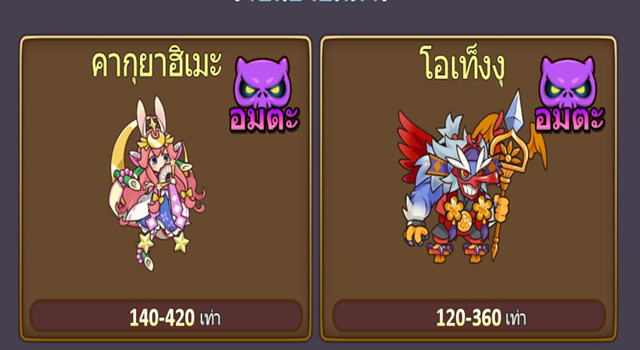 คากุยาฮิเมะ
อมตะ
140-420 เท่า
โอเท็งงุ
อมตะ
120-360 เท่า